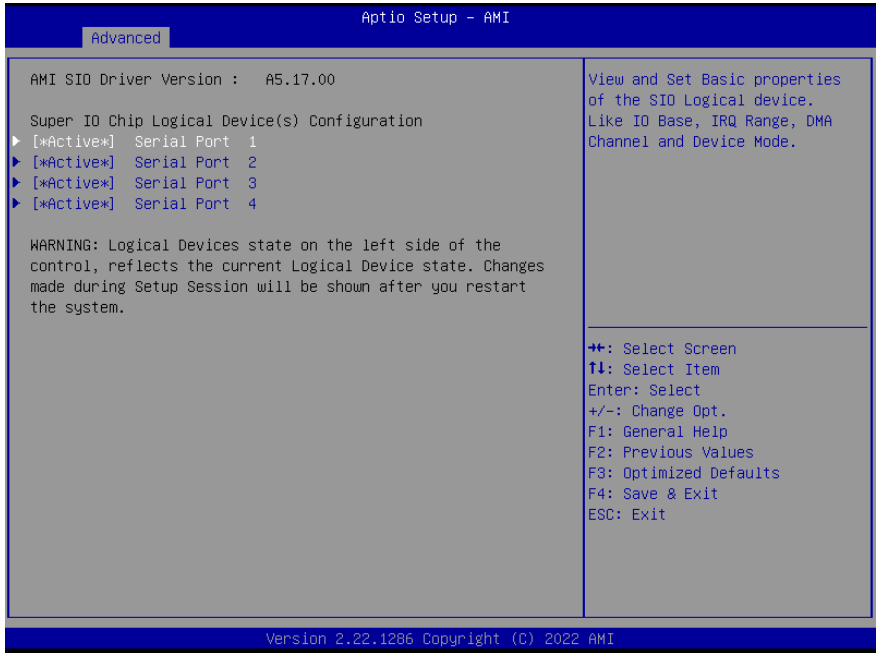 Aptio Setup – AMI
Advanced
AMI SIO Driver Version : A5.17.00
Super IO Chip Logical Device(s) Configuration
[*Active*] Serial Port 1
[*Active*] Serial Port 2
[*Active*] Serial Port 3
[*Active*] Serial Port 4
WARNING: Logical Devices state on the left side of the
control, reflects the current Logical Device state. Changes
made during Setup Session will be shown after you restart
the system.
View and Set Basic properties
of the SIO Logical device.
Like IO Base, IRQ Range, DMA
Channel and Device Mode.
→←: Select Screen
↑↓: Select Item
Enter: Select
+/-: Change Opt.
F1: General Help
F2: Previous Values
F3: Optimized Defaults
F4: Save & Exit
ESC: Exit
Version 2.22.1286 Copyright (C) 2022 AMI